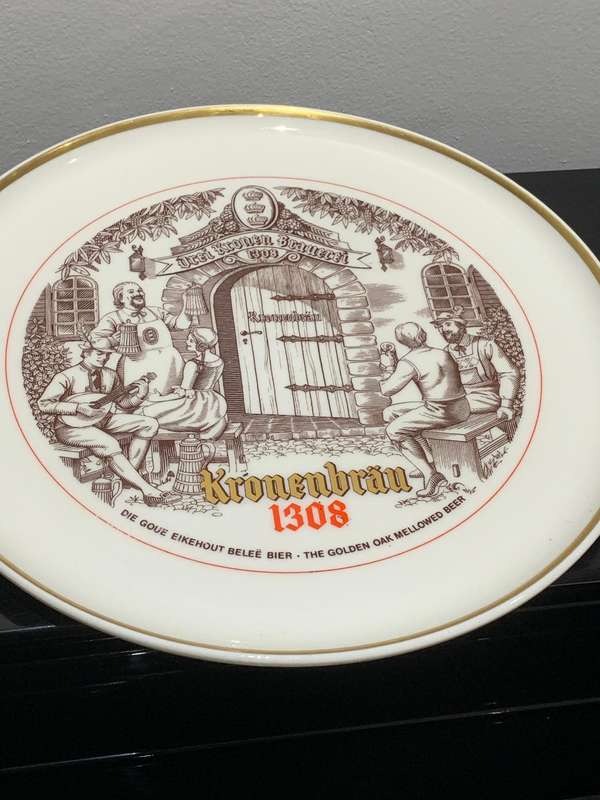 Drei Kronen Brauerei
1308
Kronenbräu
Kronenbräu
1308
DIE GOUE EIKEHOUT BELEË BIER · THE GOLDEN OAK MELLOWED BEER